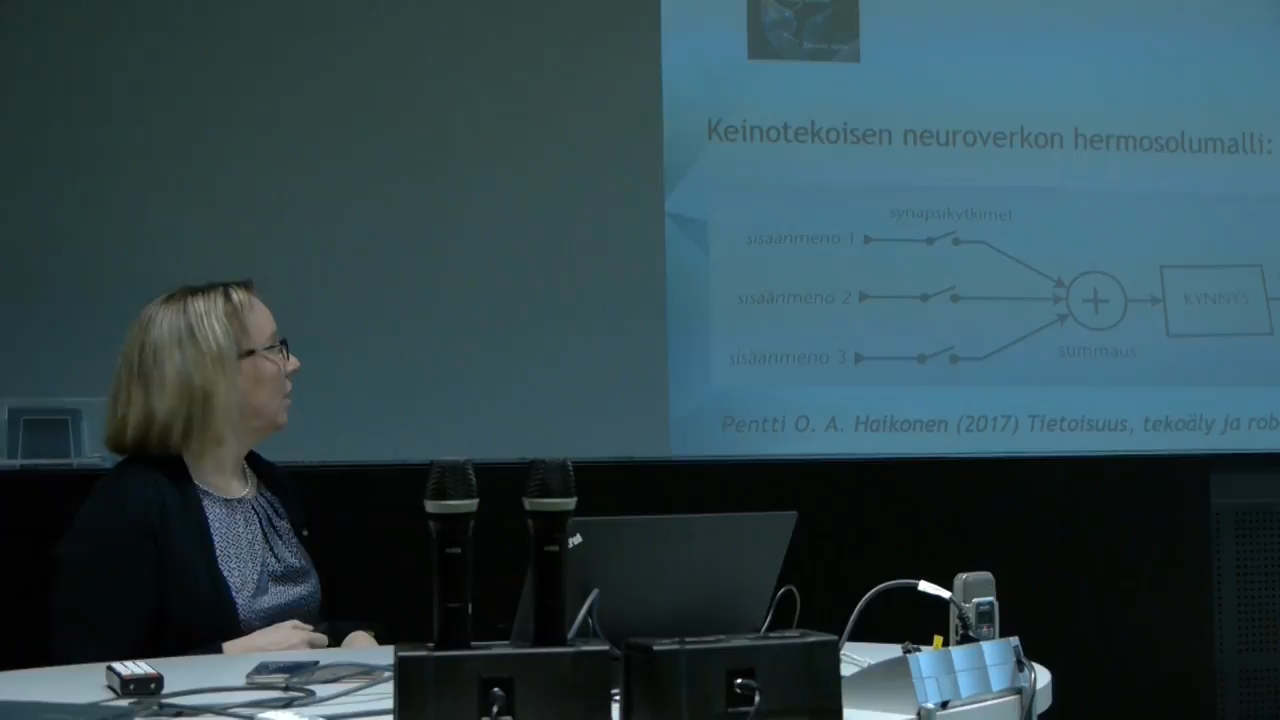 Keinotekoisen neuroverkon hermosolumalli:
synapsikytkimet
sisäänmeno 1
sisäänmeno 2
KYNNYS
sisäänmeno 3
summaus
Pentti O. A. Haikonen (2017) Tietoisuus, tekoäly ja rob